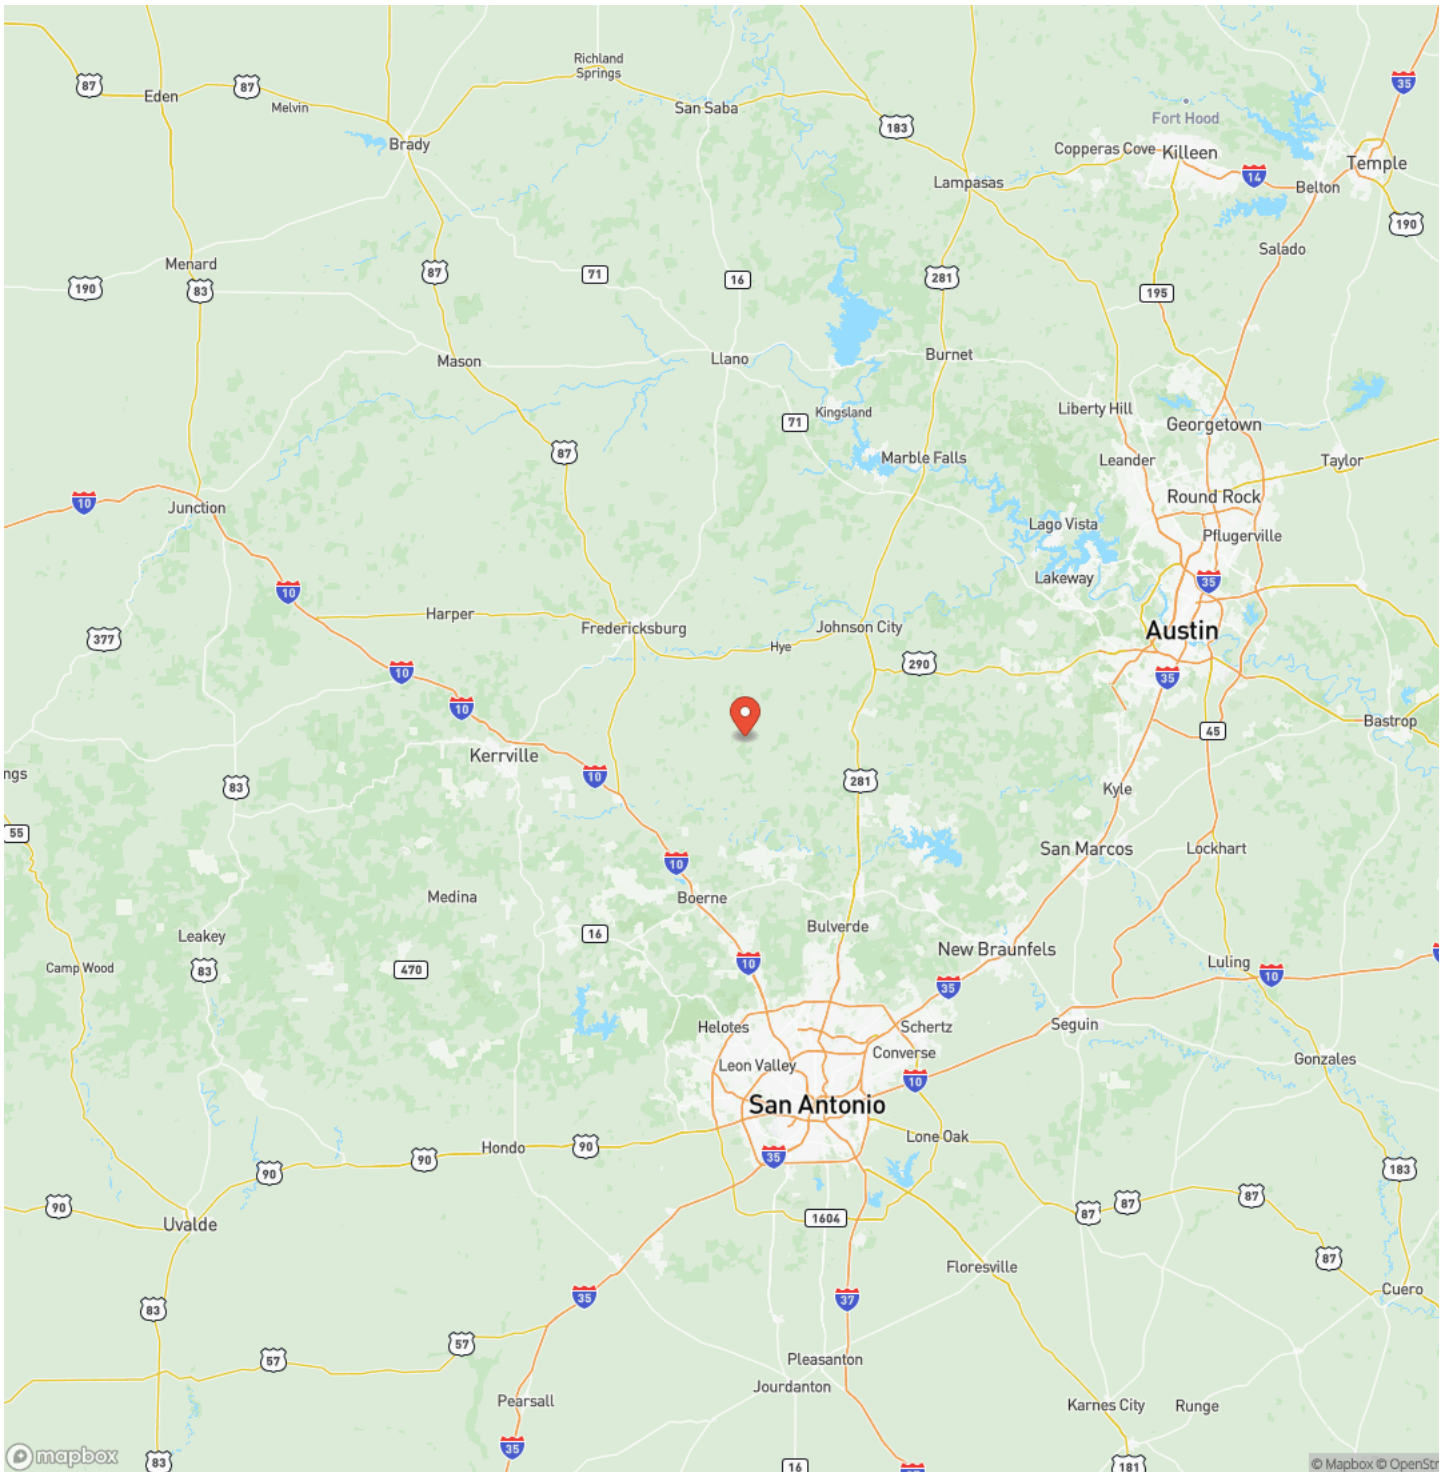 Richland
Springs
87
Eden
87
Melvin
San Saba
35
183
Fort Hood
Brady
Copperas Cove
Killeen
Temple
14
Lampasas
Belton
190
Salado
Menard
87
71
16
281
190
83
195
Mason
Llano
Burnet
Kingsland
Liberty Hill
71
Georgetown
87
Marble Falls
Leander
Taylor
10
Junction
Round Rock
Lago Vista
Pflugerville
Lakeway
35
10
Harper
Fredericksburg
Johnson City
Austin
377
Hye
290
10
35
10
Bastrop
45
Kerrville
ngs
10
281
83
Kyle
55
San Marcos
Lockhart
10
Medina
Boerne
Bulverde
Leakey
16
New Braunfels
Camp Wood
83
470
10
Luling
10
35
Helotes
Schertz
Seguin
Converse
Leon Valley
Gonzales
10
San Antonio
Lone Oak
Hondo
90
90
35
90
183
90
87
87
87
Uvalde
1604
87
Floresville
35
37
Cuero
83
57
57
Pleasanton
Jourdanton
Pearsall
Karnes City
Runge
35
mapbox
83
16
181
© Mapbox © OpenStr